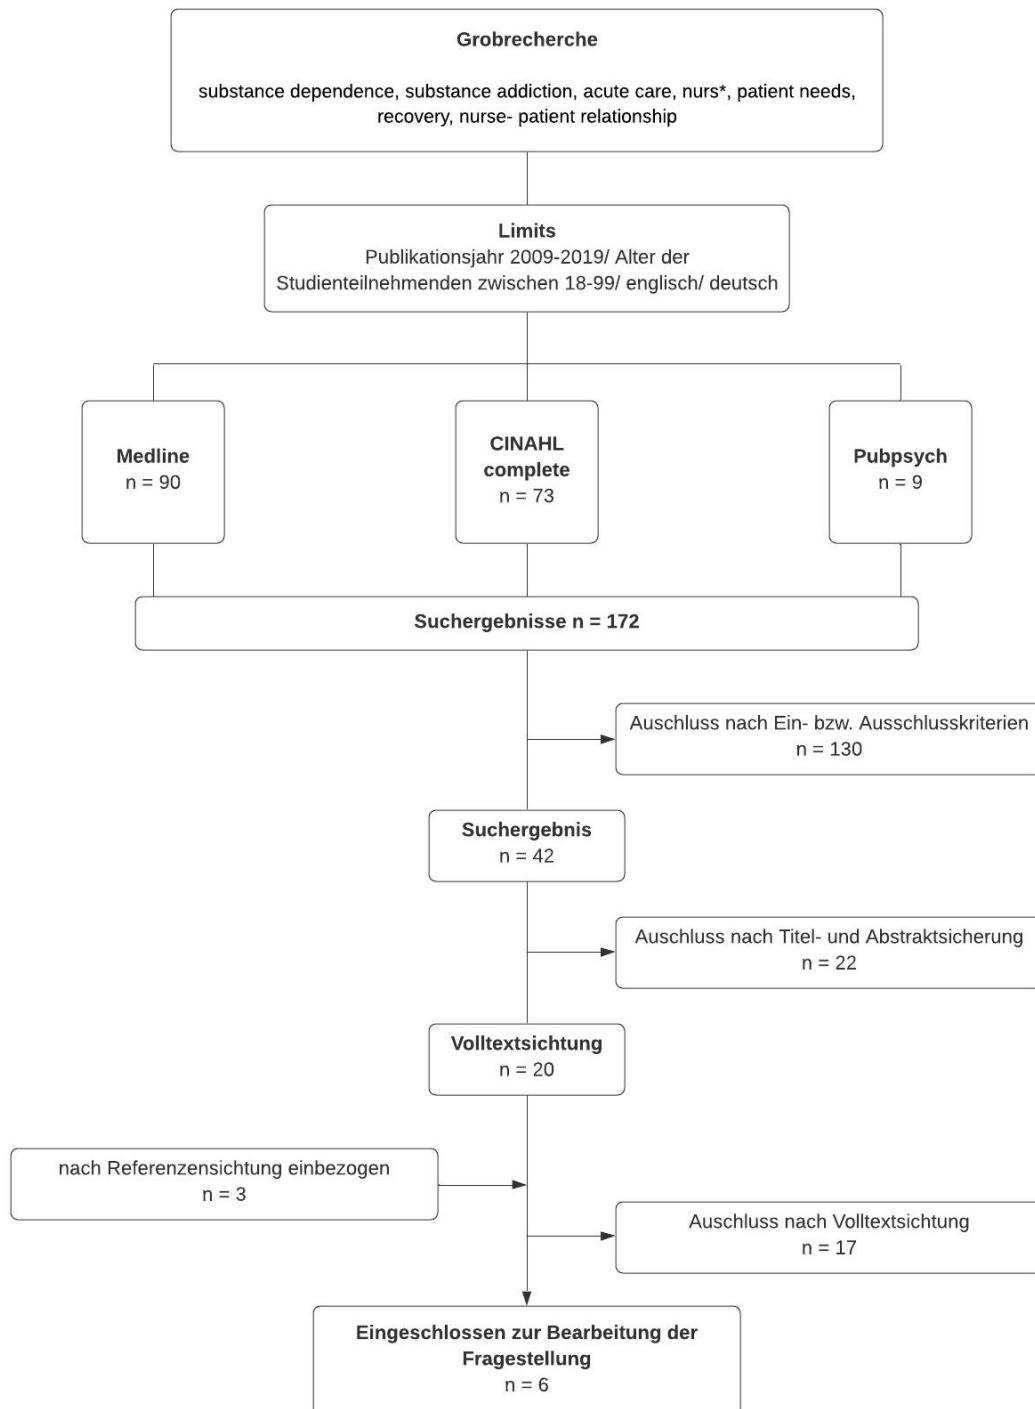 Grobrecherche
substance dependence, substance addiction, acute care, nurs*, patient needs,
recovery, nurse- patient relationship
Limits
Publikationsjahr 2009-2019/ Alter der
Studienteilnehmenden zwischen 18-99/ englisch/ deutsch
Medline
n = 90
CINAHL
complete
n = 73
Pubpsych
n = 9
Suchergebnisse n = 172
Auschluss nach Ein- bzw. Ausschlusskriterien
n = 130
Suchergebnis
n = 42
Auschluss nach Titel- und Abstraktsicherung
n = 22
Volltextsichtung
n = 20
nach Referenzensichtung einbezogen
n = 3
Auschluss nach Volltextsichtung
n = 17
Eingeschlossen zur Bearbeitung der
Fragestellung
n = 6